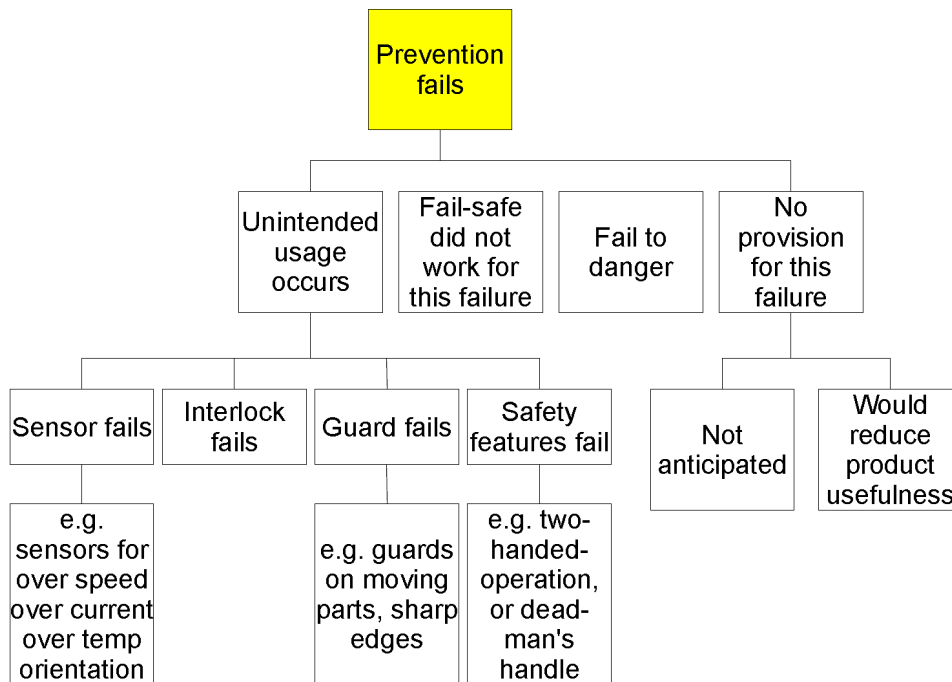 Prevention
fails
Unintended
usage
occurs
Fail-safe
did not
work for
this failure
Fail to
danger
No
provision
for this
failure
Sensor fails
Interlock
fails
Guard fails
Safety
features fail
Not
anticipated
Would
reduce
product
usefulness
e.g.
sensors for
over speed
over current
over temp
orientation
e.g. guards
on moving
parts, sharp
edges
e.g. two-
handed-
operation,
or dead-
man's
handle